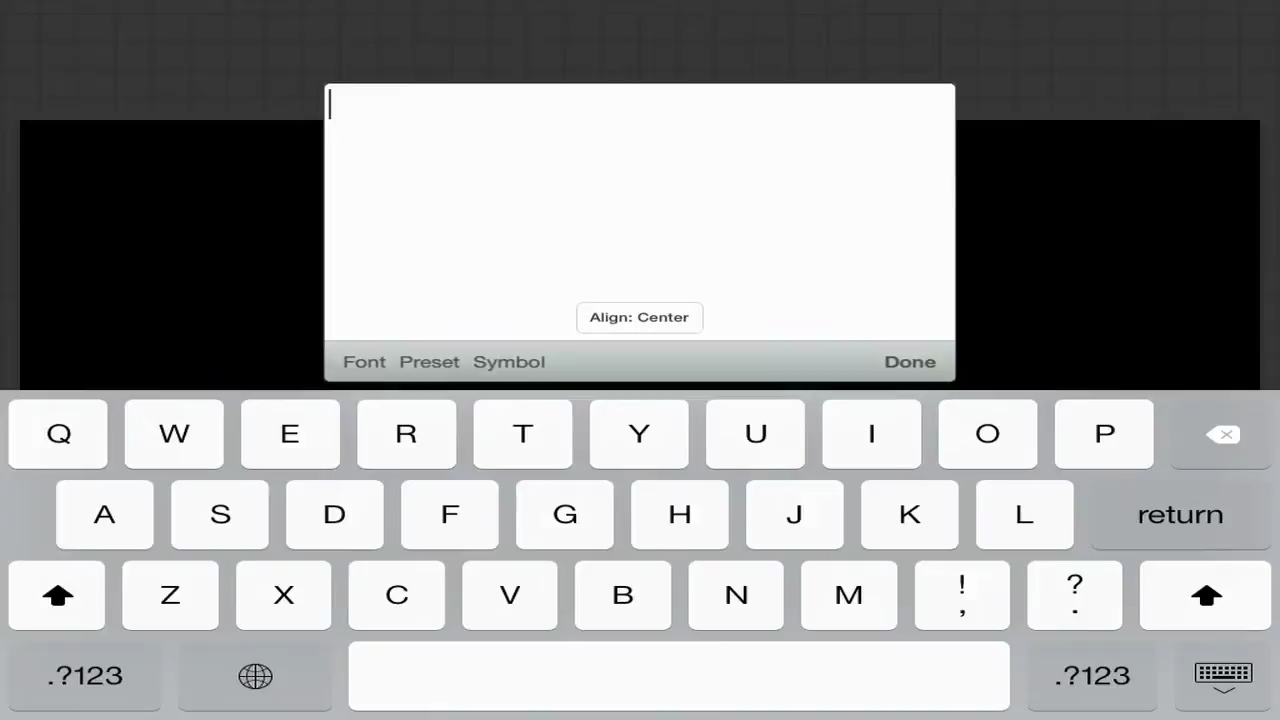 Align: Center
Font Preset Symbol Done
Q W E R T Y U I O P
A S D F G H J K L return
Z X C V B N M ! , ? .
.?123 .?123